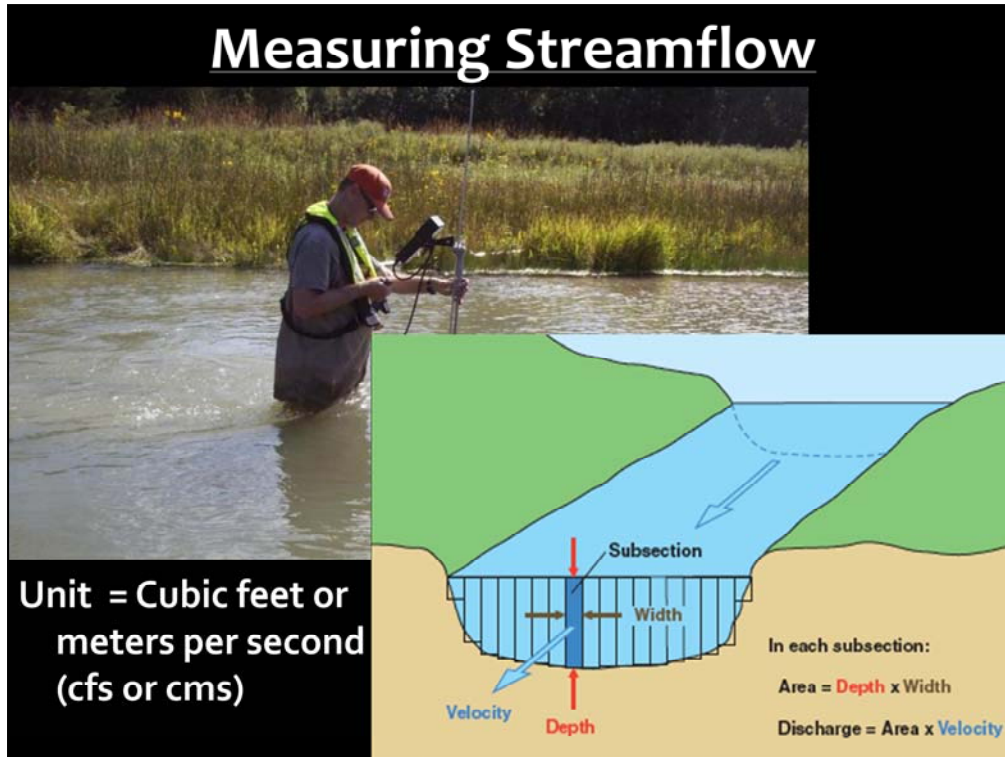 Measuring Streamflow
Unit = Cubic feet or
meters per second
(cfs or cms)
Subsection
Width
Velocity
Depth
In each subsection:
Area = Depth x Width
Discharge = Area x Velocity